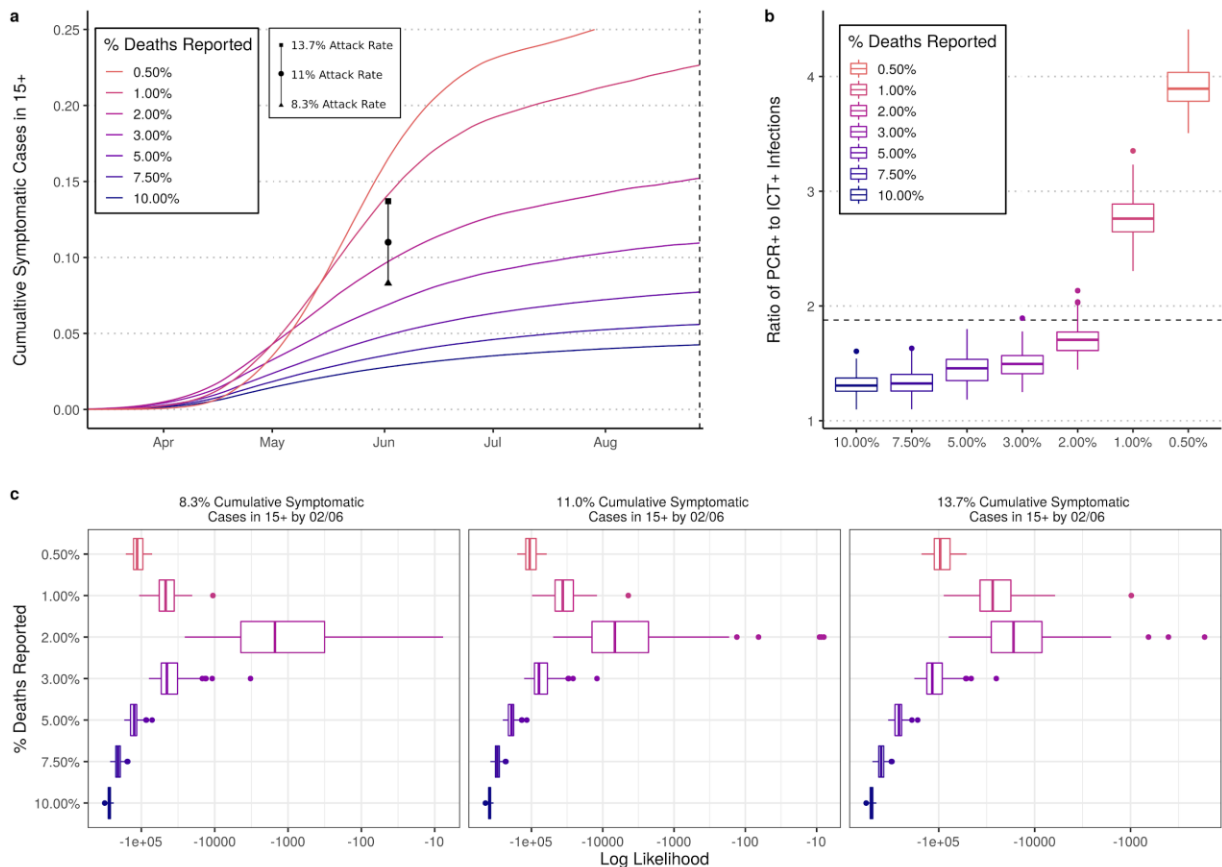 a
Cumualtive Symptomatic Cases in 15+
0.25
0.20
0.15
0.10
0.05
0.00
Apr
May
Jun
Jul
Aug
% Deaths Reported
0.50%
1.00%
2.00%
3.00%
5.00%
7.50%
10.00%
13.7% Attack Rate
11% Attack Rate
8.3% Attack Rate
b
Ratio of PCR+ to ICT+ Infections
4
3
2
1
% Deaths Reported
0.50%
1.00%
2.00%
3.00%
5.00%
7.50%
10.00%
10.00%
7.50%
5.00%
3.00%
2.00%
1.00%
0.50%
c
% Deaths Reported
0.50%
1.00%
2.00%
3.00%
5.00%
7.50%
10.00%
8.3% Cumulative Symptomatic
Cases in 15+ by 02/06
-1e+05
-10000
-1000
-100
-10
11.0% Cumulative Symptomatic
Cases in 15+ by 02/06
-1e+05
-10000
-1000
-100
-10
13.7% Cumulative Symptomatic
Cases in 15+ by 02/06
-1e+05
-10000
-1000
Log Likelihood